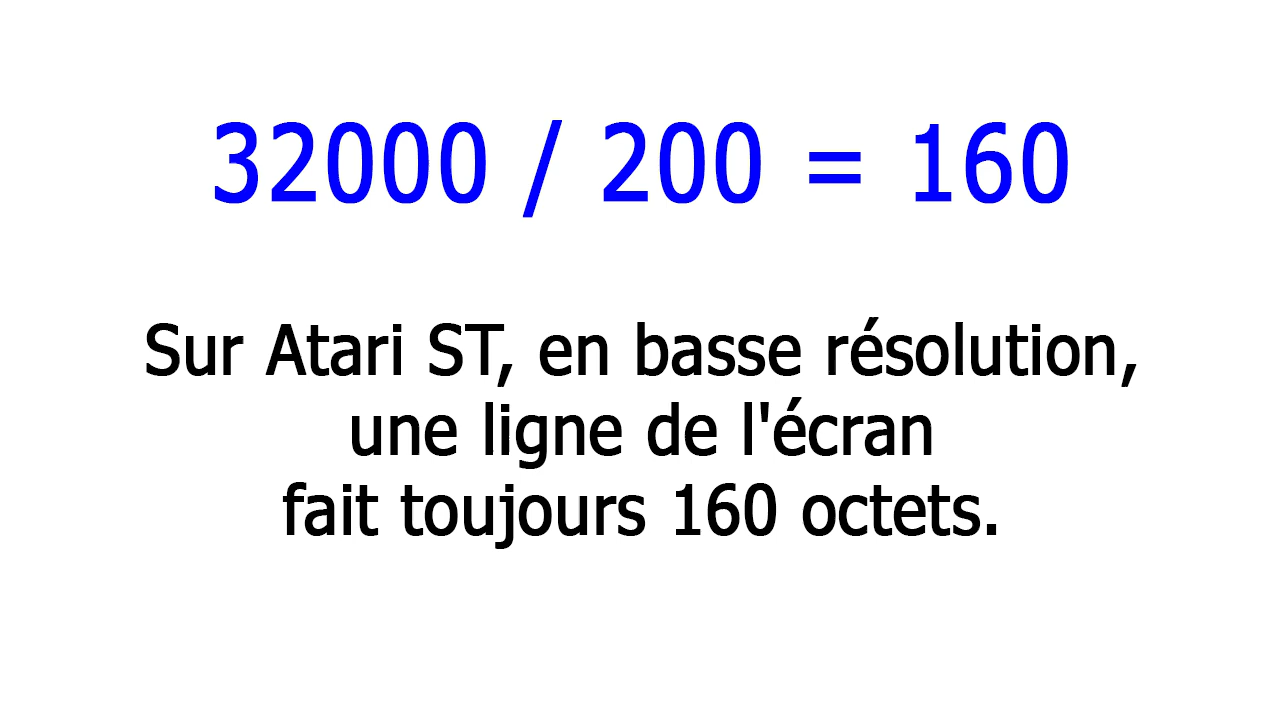 32000 / 200 = 160
Sur Atari ST, en basse résolution,
une ligne de l'écran
fait toujours 160 octets.